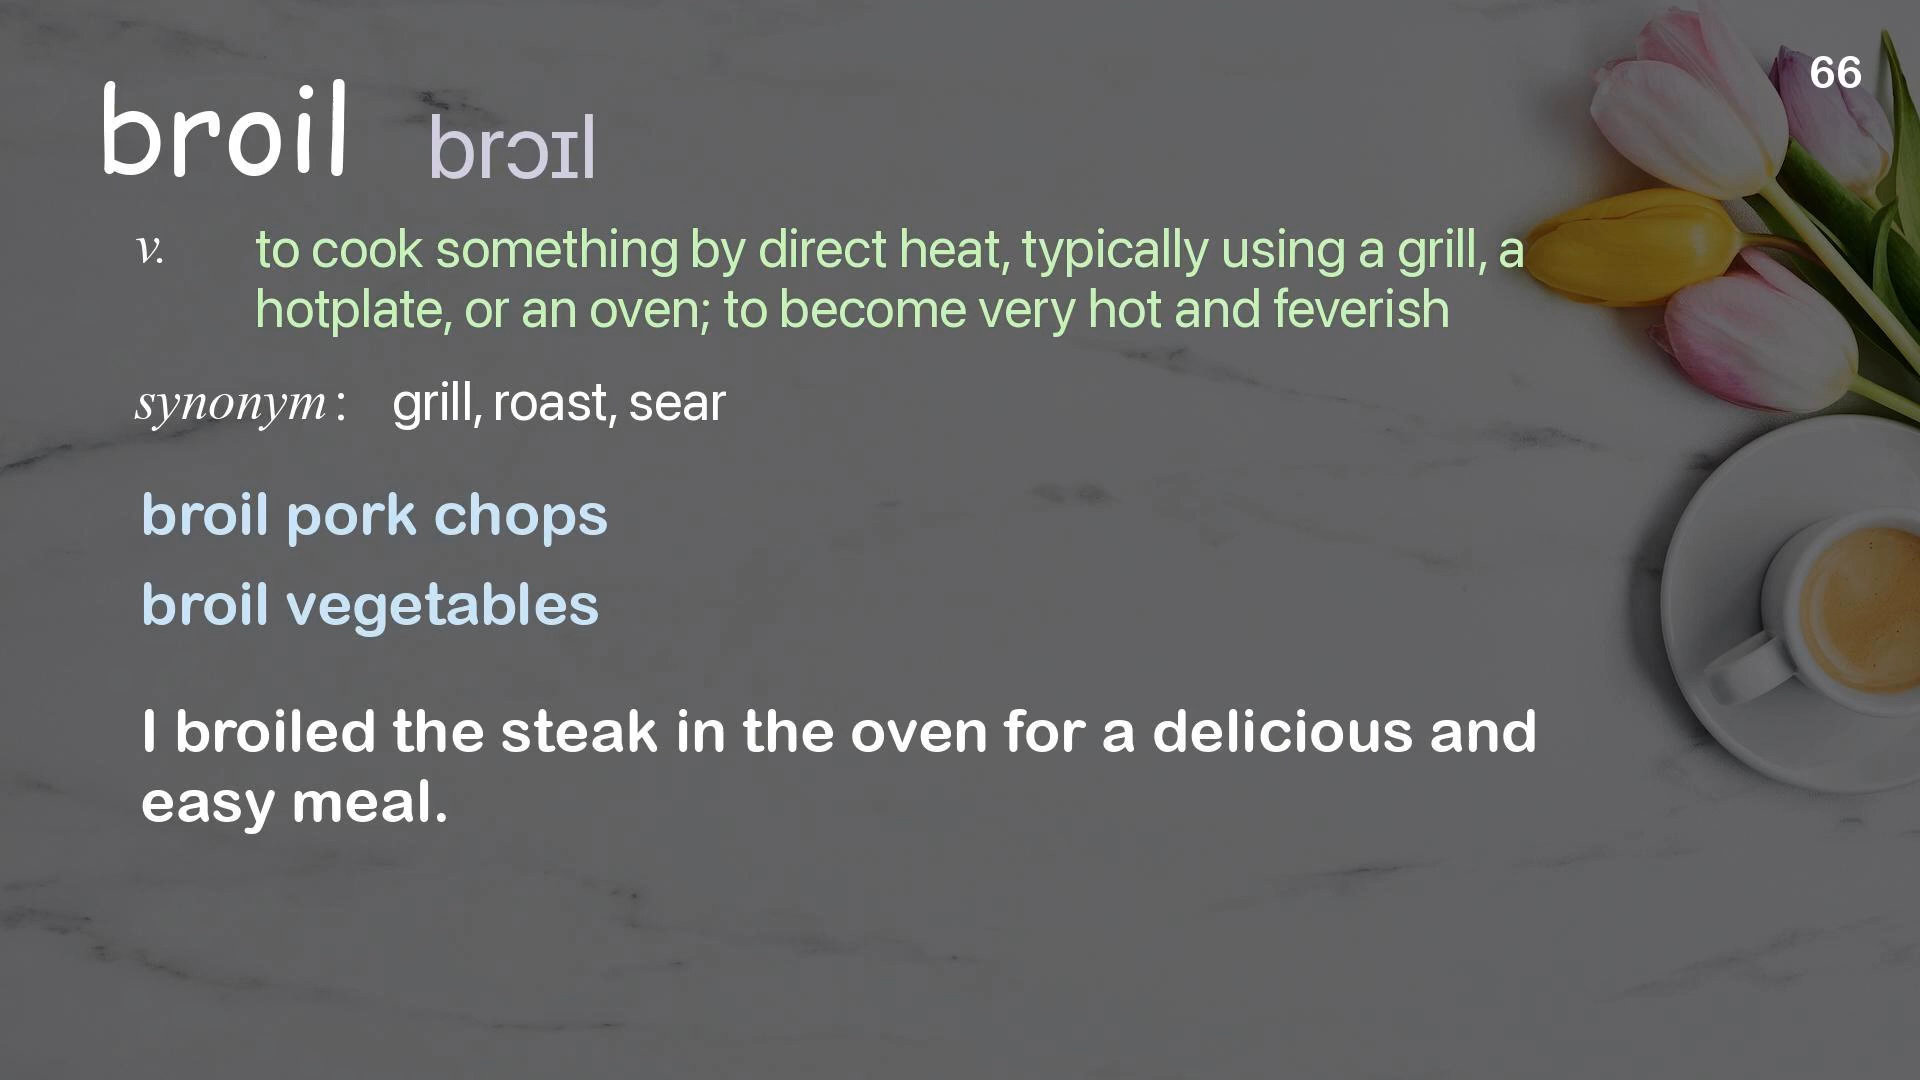 66
broil brɔɪl
v. to cook something by direct heat, typically using a grill, a
hotplate, or an oven; to become very hot and feverish
synonym : grill, roast, sear
broil pork chops
broil vegetables
I broiled the steak in the oven for a delicious and
easy meal.